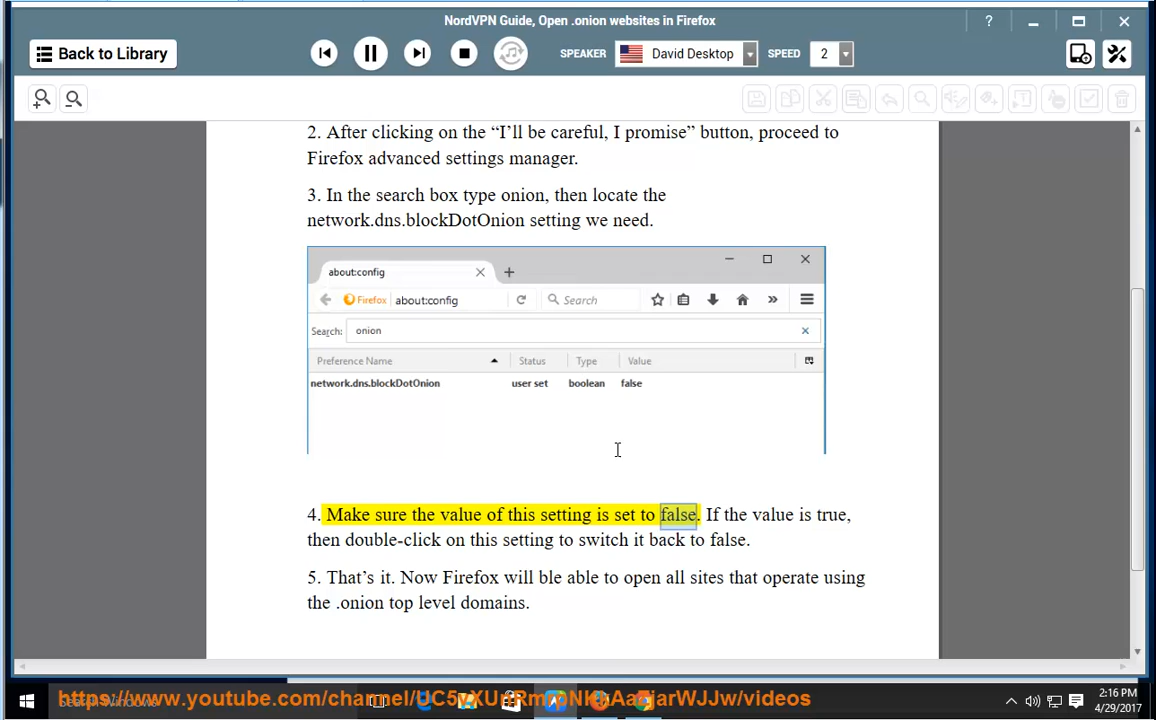 NordVPN Guide, Open .onion websites in Firefox
?
Back to Library
SPEAKER
David Desktop
SPEED
2
2. After clicking on the “I’ll be careful, I promise” button, proceed to
Firefox advanced settings manager.
3. In the search box type onion, then locate the
network.dns.blockDotOnion setting we need.
about:config
Firefox
about:config
Search
Search:
onion
Preference Name
Status
Type
Value
network.dns.blockDotOnion
user set
boolean
false
4. Make sure the value of this setting is set to false. If the value is true,
then double-click on this setting to switch it back to false.
5. That’s it. Now Firefox will ble able to open all sites that operate using
the .onion top level domains.
2:16 PM
4/29/2017